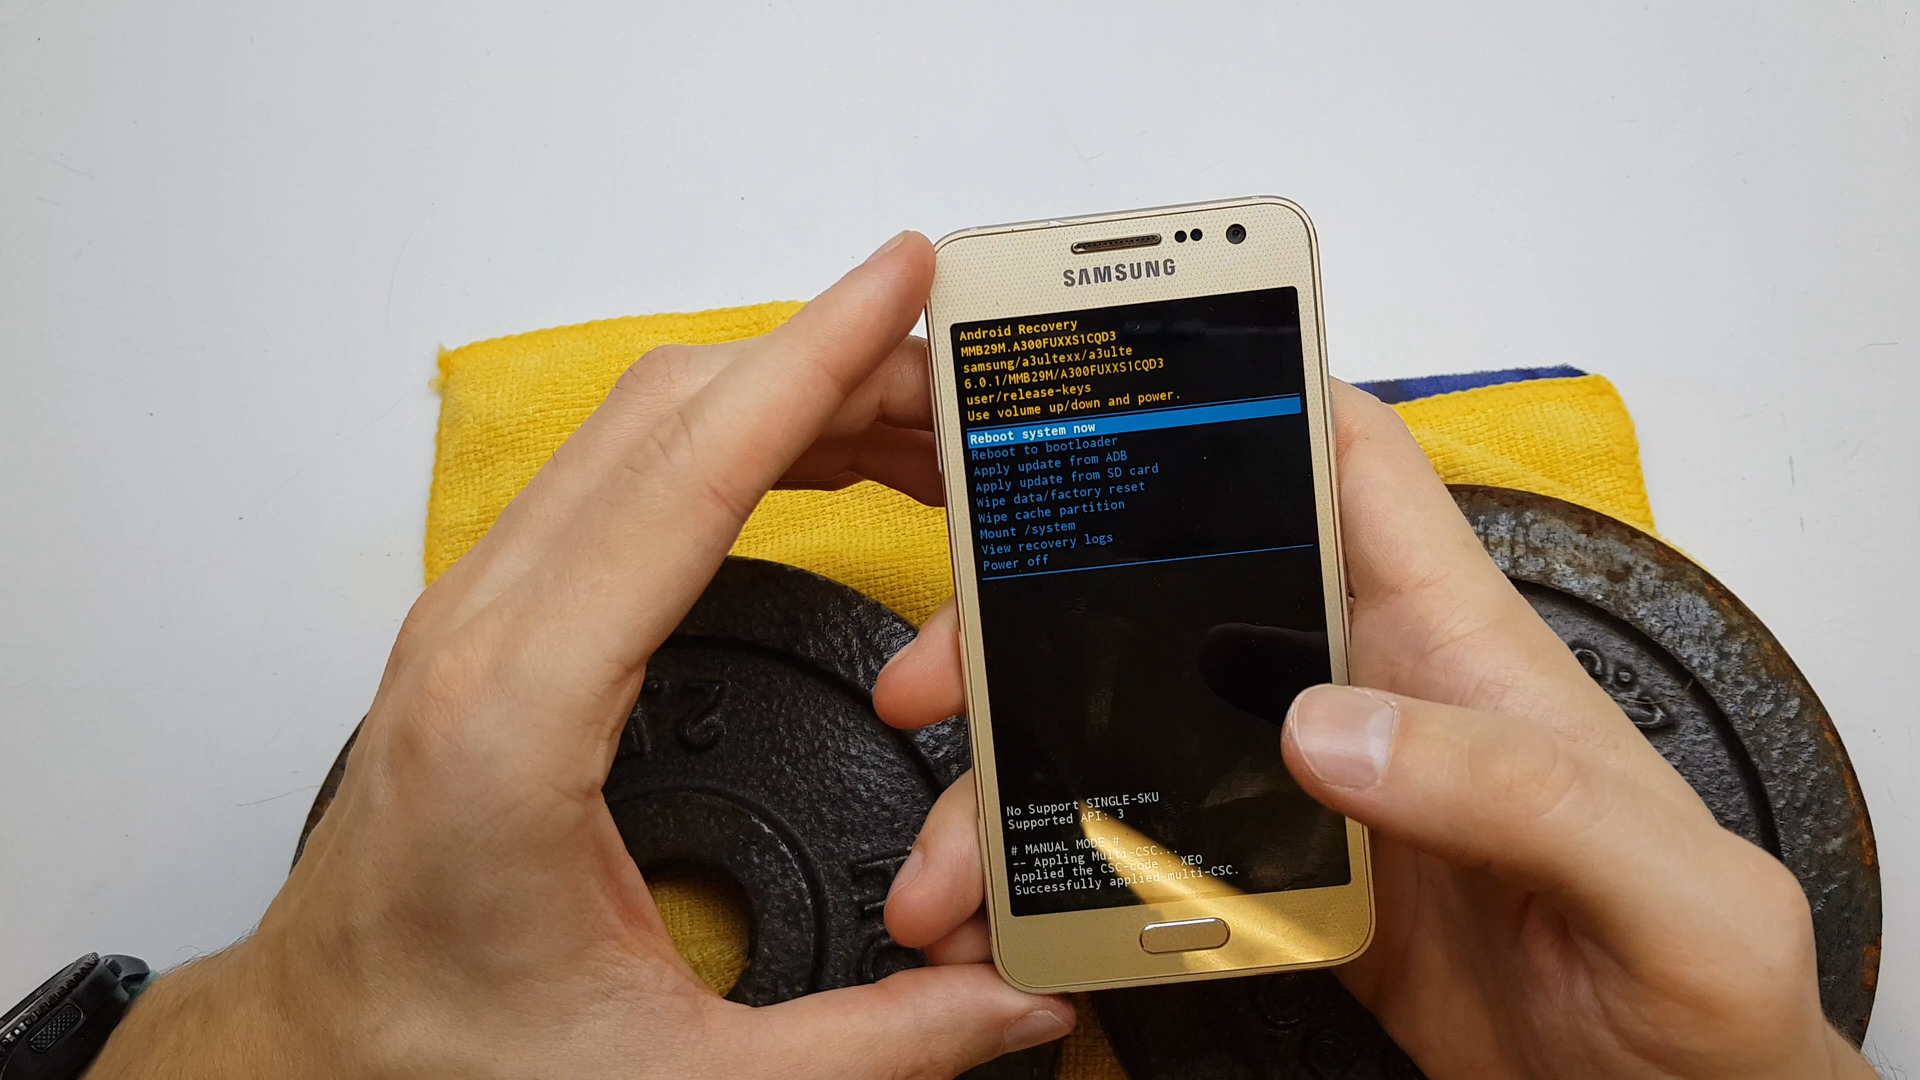 SAMSUNG
Android Recovery
MMB29M.A300FUXXS1CQD3
samsung/a3ultexx/a3ulte
6.0.1/MMB29M/A300FUXXS1CQD3
user/release-keys
Use volume up/down and power.
Reboot system now
Reboot to bootloader
Apply update from ADB
Apply update from SD card
Wipe data/factory reset
Wipe cache partition
Mount /system
View recovery logs
Power off
No Support SINGLE-SKU
Supported API: 3
# MANUAL MODE #
-- Appling Multi-CSC...
Applied the CSC-code : XEO
Successfully applied multi-CSC.